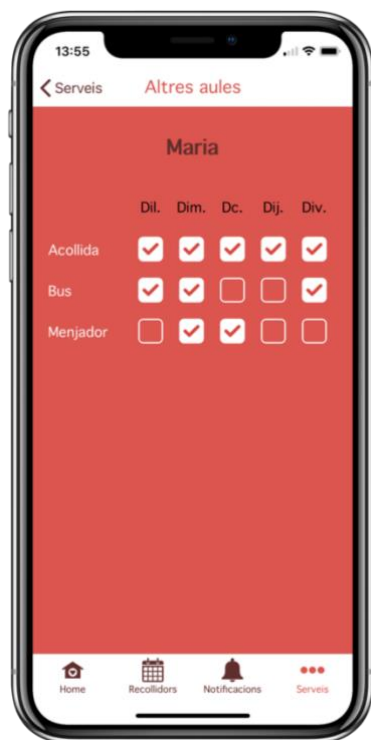 13:55
Serveis Altres aules
Maria
Dil. Dim. Dc. Dij. Div.
Acollida
Bus
Menjador
Home Recollidors Notificacions Serveis